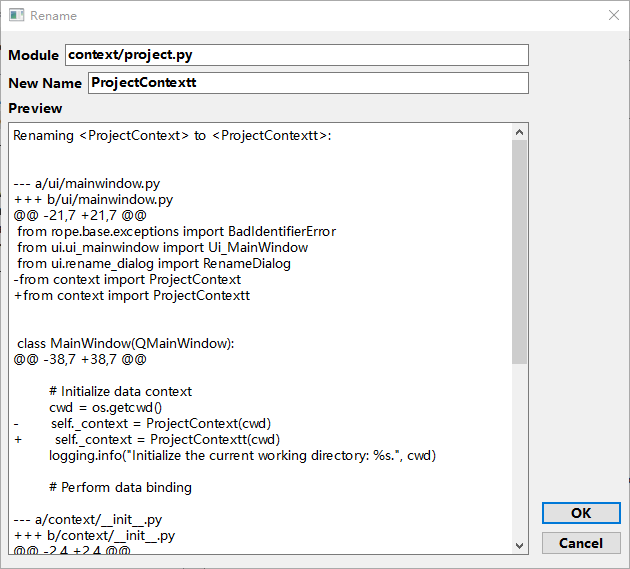 Rename
Module context/project.py
New Name ProjectContextt
Preview
Renaming <ProjectContext> to <ProjectContextt>:
--- a/ui/mainwindow.py
+++ b/ui/mainwindow.py
@@ -21,7 +21,7 @@
from rope.base.exceptions import BadIdentifierError
from ui.ui_mainwindow import Ui_MainWindow
from ui.rename_dialog import RenameDialog
-from context import ProjectContext
+from context import ProjectContextt
class MainWindow(QMainWindow):
@@ -38,7 +38,7 @@
# Initialize data context
cwd = os.getcwd()
- self._context = ProjectContext(cwd)
+ self._context = ProjectContextt(cwd)
logging.info("Initialize the current working directory: %s.", cwd)
# Perform data binding
--- a/context/__init__.py
+++ b/context/__init__.py
@@ -2,4 +2,4 @@
OK
Cancel